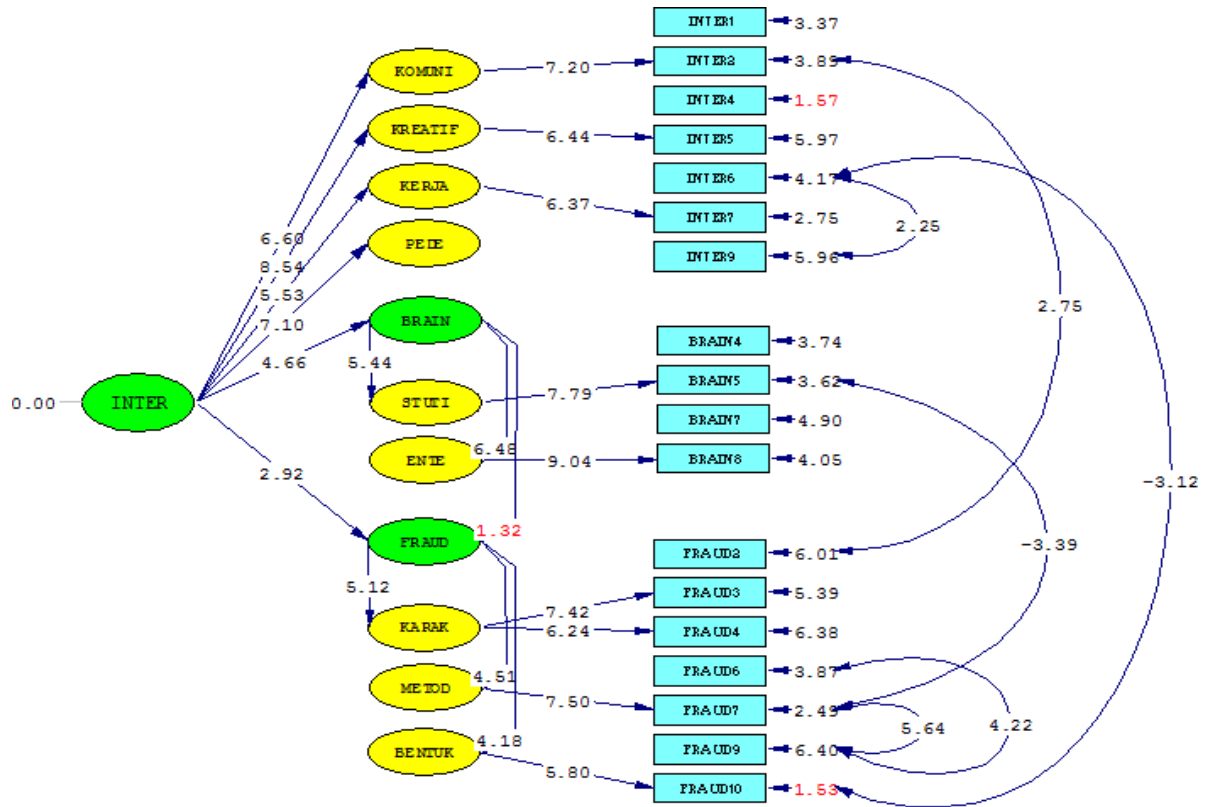 INTER1
3.37
KOMUNI
7.20
INTER2
3.89
INTER4
1.57
KREATIF
6.44
INTER5
5.97
INTER6
4.17
KERJA
6.37
INTER7
2.75
2.25
6.60
PEDE
INTER9
5.96
8.54
5.53
2.75
7.10
BRAIN
BRAIN4
3.74
4.66
5.44
BRAIN5
3.62
0.00
INTER
STUTI
7.79
BRAIN7
4.90
6.48
ENTE
9.04
BRAIN8
4.05
2.92
-3.12
1.32
FRAUD
FRAUD2
6.01
-3.39
5.12
7.42
FRAUD3
5.39
KARAK
6.24
FRAUD4
6.38
4.51
FRAUD6
3.87
METOD
7.50
FRAUD7
2.49
5.64
4.22
4.18
BENTUK
FRAUD9
6.40
5.80
FRAUD10
1.53